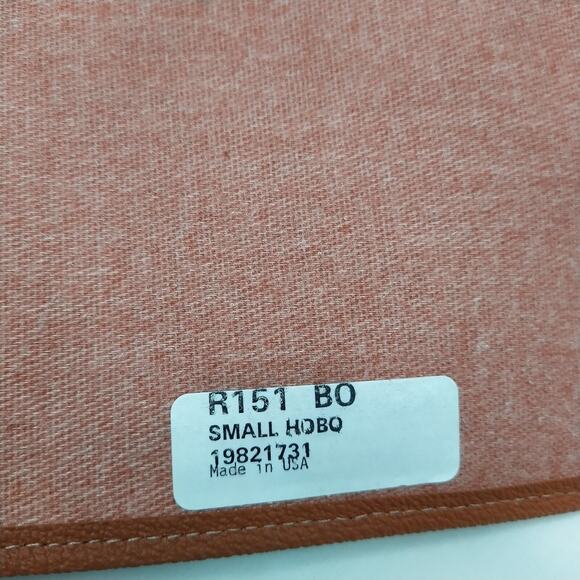 R151 BO
SMALL HOBO
19821731
Made in USA